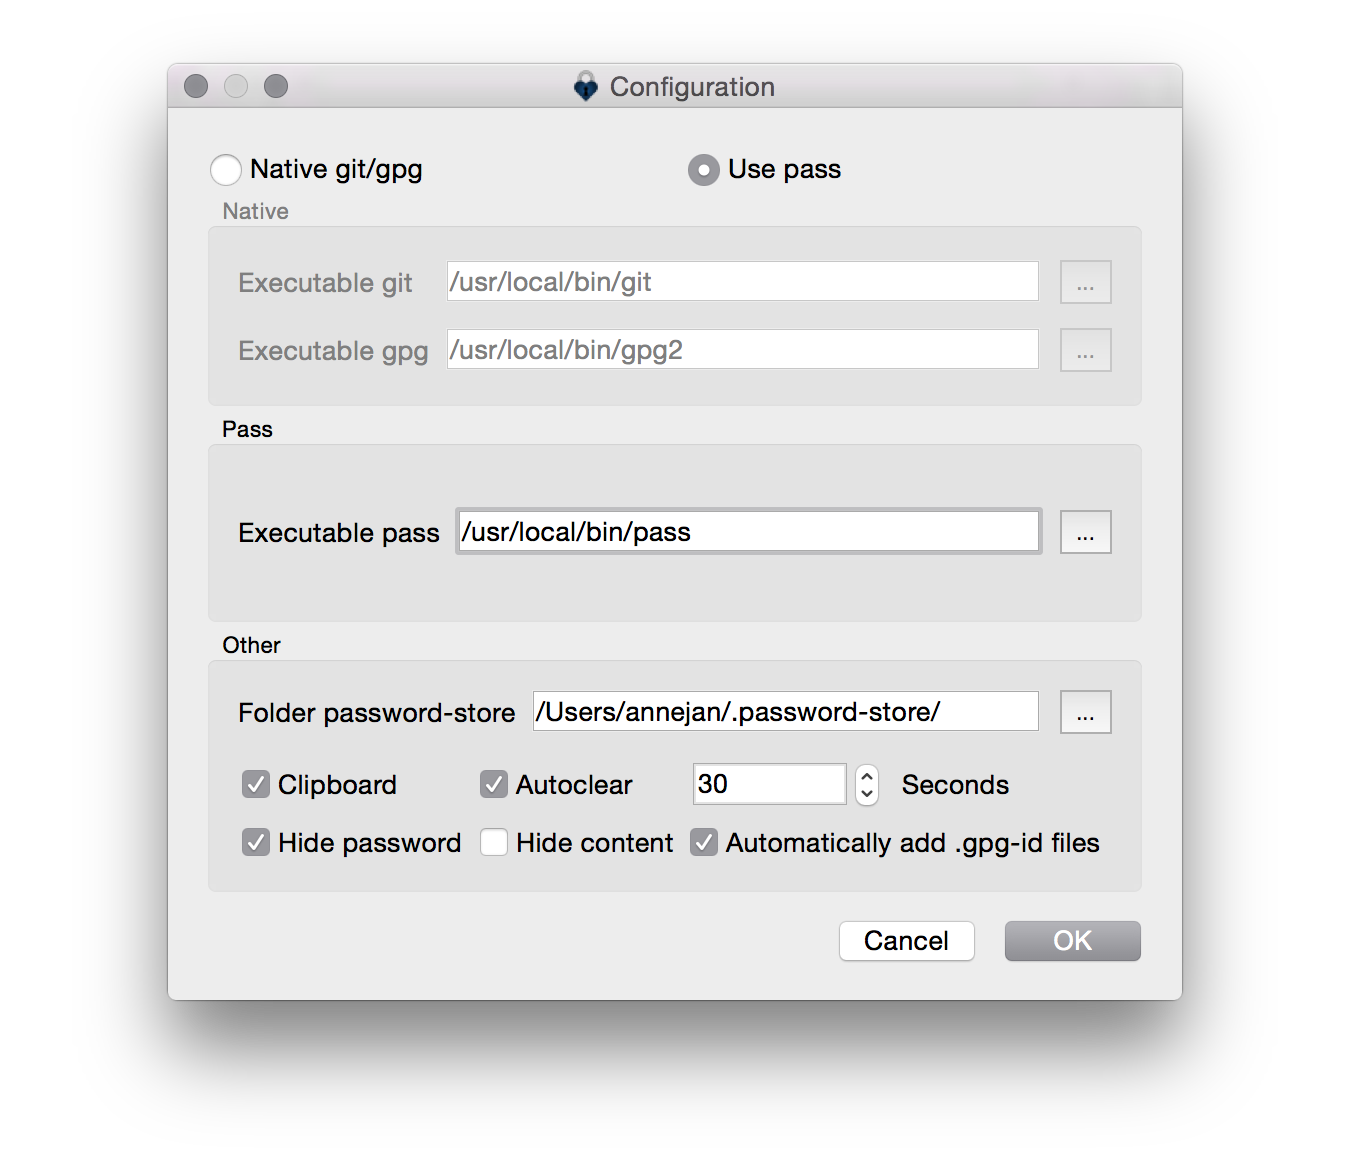 Configuration
Native git/gpg Use pass
Native
Executable git /usr/local/bin/git ...
Executable gpg /usr/local/bin/gpg2 ...
Pass
Executable pass /usr/local/bin/pass ...
Other
Folder password-store /Users/annejan/.password-store/ ...
Clipboard Autoclear 30 Seconds
Hide password Hide content Automatically add .gpg-id files
Cancel OK